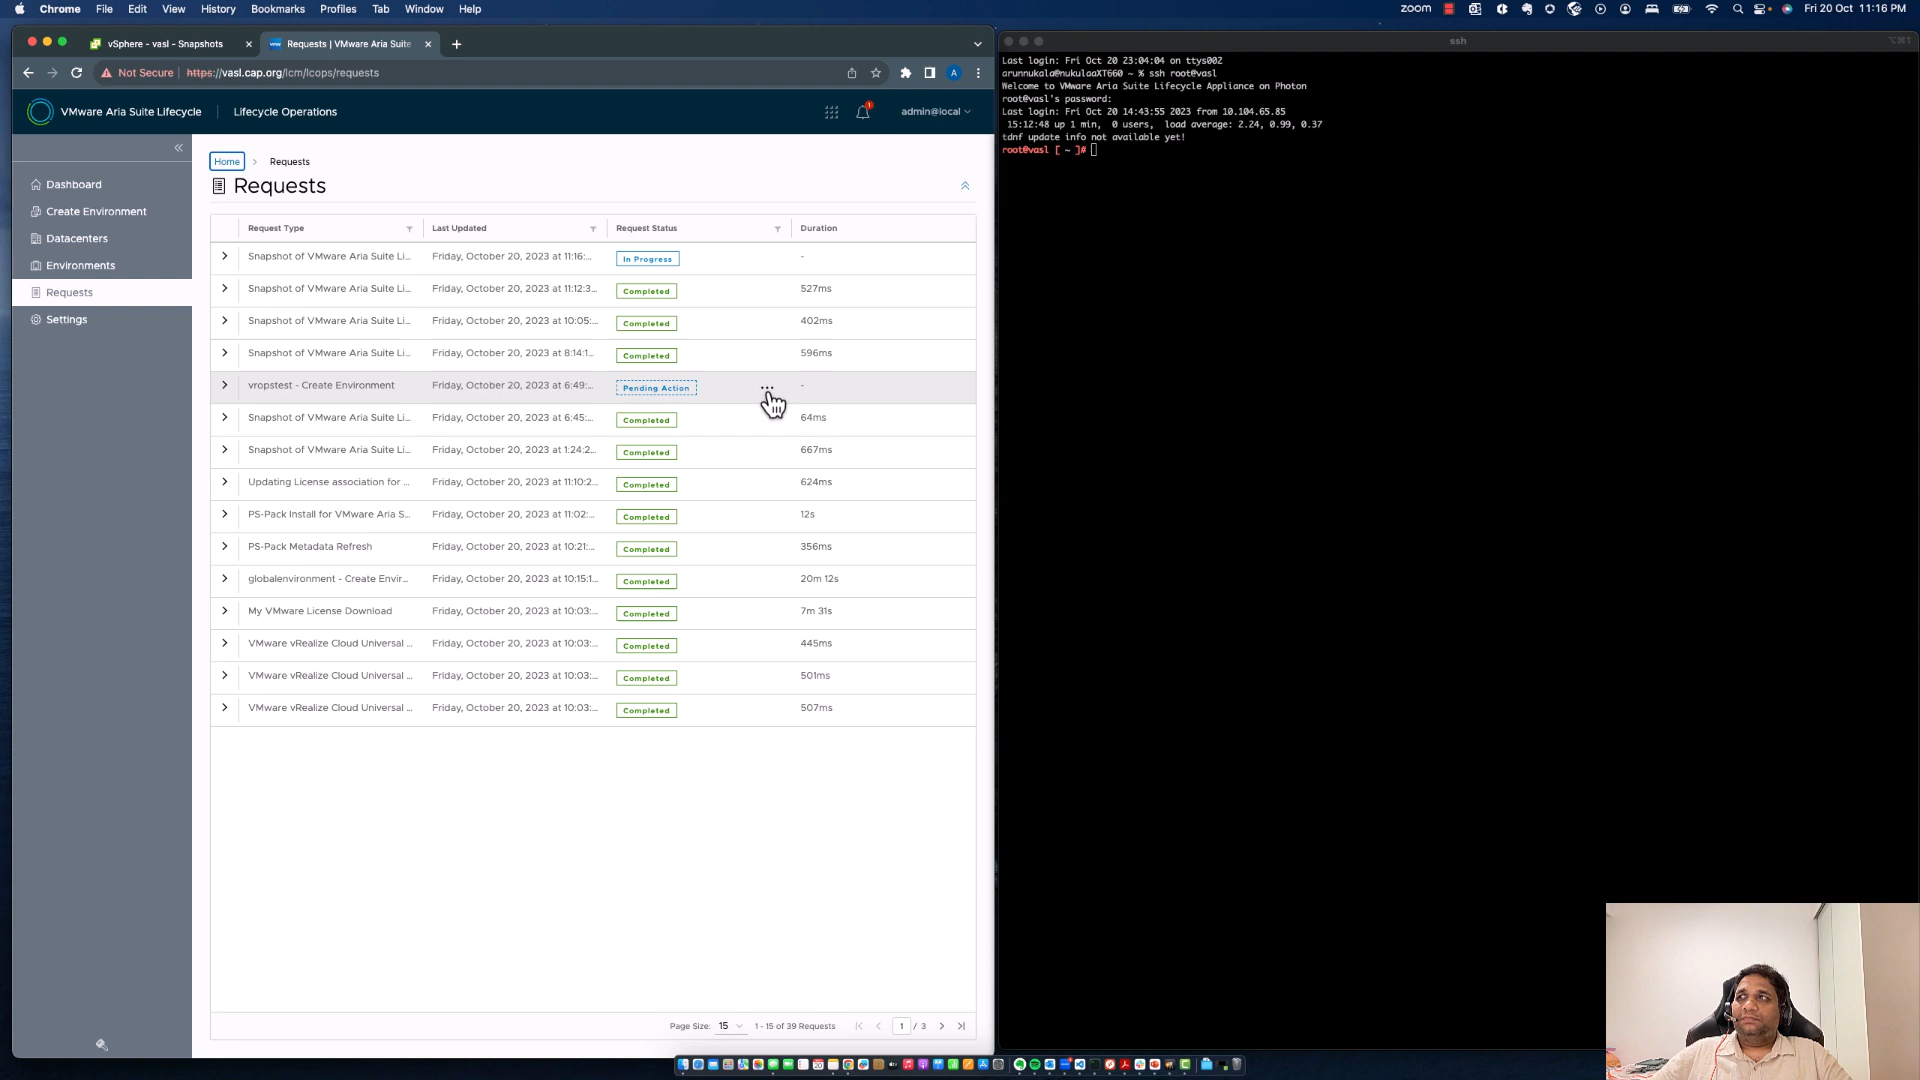 Chrome File Edit View History Bookmarks Profiles Tab Window Help
zoom Fri 20 Oct 11:16 PM
vSphere - vasl - Snapshots
Requests | VMware Aria Suite
Not Secure https://vasl.cap.org/lcm/lcops/requests
VMware Aria Suite Lifecycle Lifecycle Operations
1
admin@local
Dashboard
Create Environment
Datacenters
Environments
Requests
Settings
Home > Requests
Requests
Request Type Last Updated Request Status Duration
Snapshot of VMware Aria Suite Li... Friday, October 20, 2023 at 11:16:... In Progress -
Snapshot of VMware Aria Suite Li... Friday, October 20, 2023 at 11:12:3... Completed 527ms
Snapshot of VMware Aria Suite Li... Friday, October 20, 2023 at 10:05:... Completed 402ms
Snapshot of VMware Aria Suite Li... Friday, October 20, 2023 at 8:14:1... Completed 596ms
vropstest - Create Environment Friday, October 20, 2023 at 6:49:... Pending Action ... -
Snapshot of VMware Aria Suite Li... Friday, October 20, 2023 at 6:45:... Completed 64ms
Snapshot of VMware Aria Suite Li... Friday, October 20, 2023 at 1:24:2... Completed 667ms
Updating License association for ... Friday, October 20, 2023 at 11:10:2... Completed 624ms
PS-Pack Install for VMware Aria S... Friday, October 20, 2023 at 11:02:... Completed 12s
PS-Pack Metadata Refresh Friday, October 20, 2023 at 10:21:... Completed 356ms
globalenvironment - Create Envir... Friday, October 20, 2023 at 10:15:1... Completed 20m 12s
My VMware License Download Friday, October 20, 2023 at 10:03:... Completed 7m 31s
VMware vRealize Cloud Universal ... Friday, October 20, 2023 at 10:03:... Completed 445ms
VMware vRealize Cloud Universal ... Friday, October 20, 2023 at 10:03:... Completed 501ms
VMware vRealize Cloud Universal ... Friday, October 20, 2023 at 10:03:... Completed 507ms
Page Size: 15 1 - 15 of 39 Requests 1 / 3
ssh
Last login: Fri Oct 20 23:04:04 on ttys002
arunnukala@nukulaaXT660 ~ % ssh root@vasl
Welcome to VMware Aria Suite Lifecycle Appliance on Photon
root@vasl's password:
Last login: Fri Oct 20 14:43:55 2023 from 10.104.65.85
15:12:48 up 1 min, 0 users, load average: 2.24, 0.99, 0.37
tdnf update info not available yet!
root@vasl [ ~ ]#